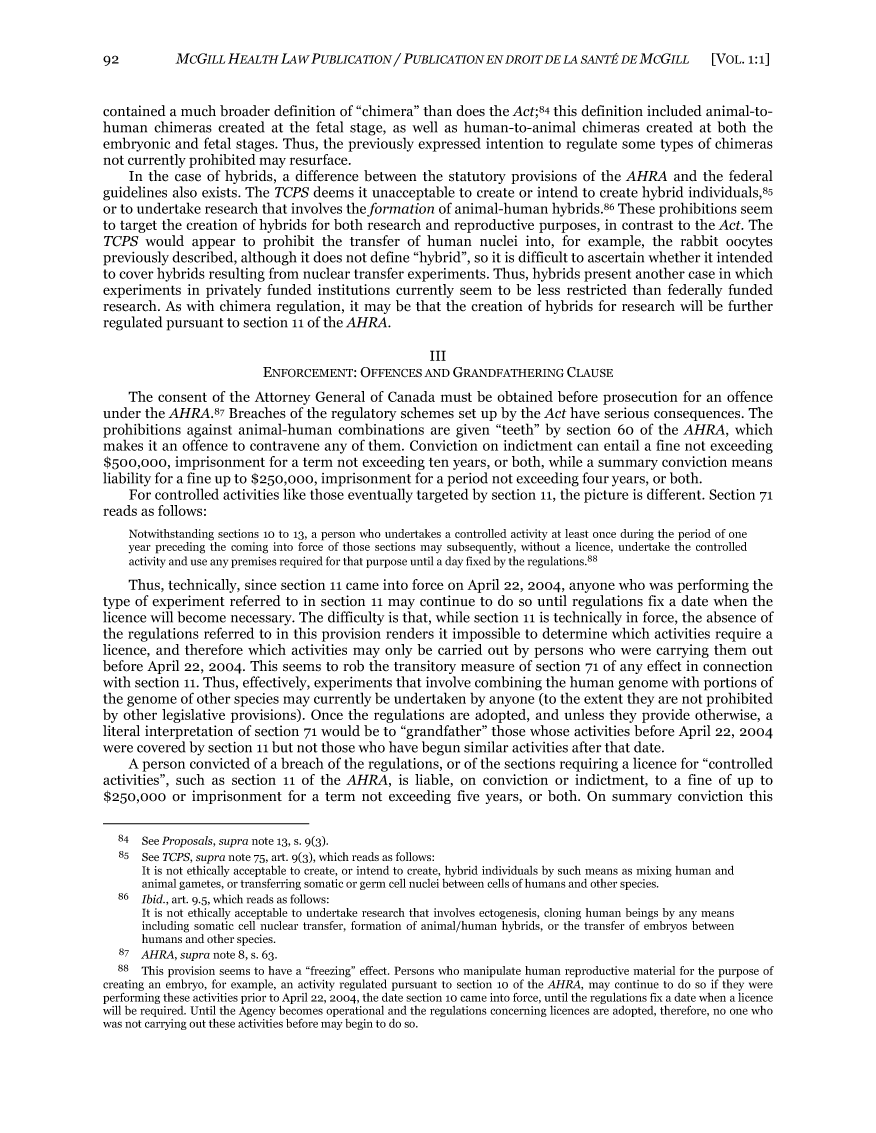 92 MCGILL HEALTH LAW PUBLICATION / PUBLICATION EN DROIT DE LA SANTÉ DE MCGILL [VOL. 1:1]
contained a much broader definition of “chimera” than does the Act;84 this definition included animal-to-
human chimeras created at the fetal stage, as well as human-to-animal chimeras created at both the
embryonic and fetal stages. Thus, the previously expressed intention to regulate some types of chimeras
not currently prohibited may resurface.
In the case of hybrids, a difference between the statutory provisions of the AHRA and the federal
guidelines also exists. The TCPS deems it unacceptable to create or intend to create hybrid individuals,85
or to undertake research that involves the formation of animal-human hybrids.86 These prohibitions seem
to target the creation of hybrids for both research and reproductive purposes, in contrast to the Act. The
TCPS would appear to prohibit the transfer of human nuclei into, for example, the rabbit oocytes
previously described, although it does not define “hybrid”, so it is difficult to ascertain whether it intended
to cover hybrids resulting from nuclear transfer experiments. Thus, hybrids present another case in which
experiments in privately funded institutions currently seem to be less restricted than federally funded
research. As with chimera regulation, it may be that the creation of hybrids for research will be further
regulated pursuant to section 11 of the AHRA.
III
ENFORCEMENT: OFFENCES AND GRANDFATHERING CLAUSE
The consent of the Attorney General of Canada must be obtained before prosecution for an offence
under the AHRA.87 Breaches of the regulatory schemes set up by the Act have serious consequences. The
prohibitions against animal-human combinations are given “teeth” by section 60 of the AHRA, which
makes it an offence to contravene any of them. Conviction on indictment can entail a fine not exceeding
$500,000, imprisonment for a term not exceeding ten years, or both, while a summary conviction means
liability for a fine up to $250,000, imprisonment for a period not exceeding four years, or both.
For controlled activities like those eventually targeted by section 11, the picture is different. Section 71
reads as follows:
Notwithstanding sections 10 to 13, a person who undertakes a controlled activity at least once during the period of one
year preceding the coming into force of those sections may subsequently, without a licence, undertake the controlled
activity and use any premises required for that purpose until a day fixed by the regulations.88
Thus, technically, since section 11 came into force on April 22, 2004, anyone who was performing the
type of experiment referred to in section 11 may continue to do so until regulations fix a date when the
licence will become necessary. The difficulty is that, while section 11 is technically in force, the absence of
the regulations referred to in this provision renders it impossible to determine which activities require a
licence, and therefore which activities may only be carried out by persons who were carrying them out
before April 22, 2004. This seems to rob the transitory measure of section 71 of any effect in connection
with section 11. Thus, effectively, experiments that involve combining the human genome with portions of
the genome of other species may currently be undertaken by anyone (to the extent they are not prohibited
by other legislative provisions). Once the regulations are adopted, and unless they provide otherwise, a
literal interpretation of section 71 would be to “grandfather” those whose activities before April 22, 2004
were covered by section 11 but not those who have begun similar activities after that date.
A person convicted of a breach of the regulations, or of the sections requiring a licence for “controlled
activities”, such as section 11 of the AHRA, is liable, on conviction or indictment, to a fine of up to
$250,000 or imprisonment for a term not exceeding five years, or both. On summary conviction this
84 See Proposals, supra note 13, s. 9(3).
85 See TCPS, supra note 75, art. 9(3), which reads as follows:
It is not ethically acceptable to create, or intend to create, hybrid individuals by such means as mixing human and
animal gametes, or transferring somatic or germ cell nuclei between cells of humans and other species.
86 Ibid., art. 9.5, which reads as follows:
It is not ethically acceptable to undertake research that involves ectogenesis, cloning human beings by any means
including somatic cell nuclear transfer, formation of animal/human hybrids, or the transfer of embryos between
humans and other species.
87 AHRA, supra note 8, s. 63.
88 This provision seems to have a “freezing” effect. Persons who manipulate human reproductive material for the purpose of
creating an embryo, for example, an activity regulated pursuant to section 10 of the AHRA, may continue to do so if they were
performing these activities prior to April 22, 2004, the date section 10 came into force, until the regulations fix a date when a licence
will be required. Until the Agency becomes operational and the regulations concerning licences are adopted, therefore, no one who
was not carrying out these activities before may begin to do so.